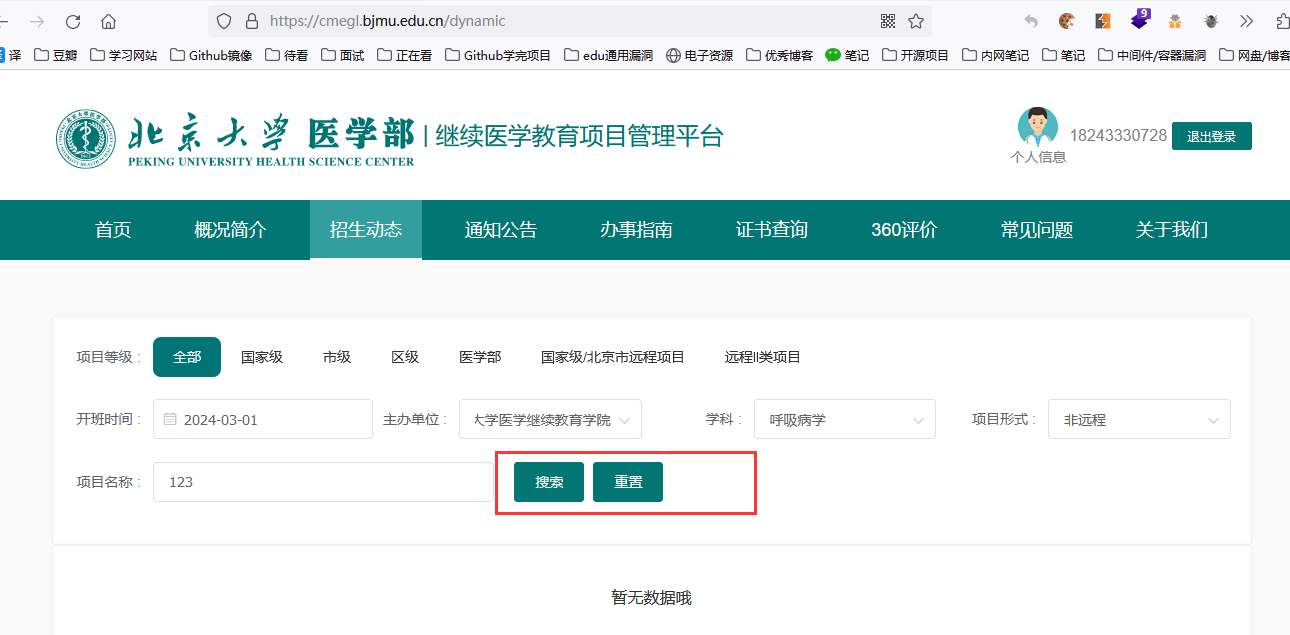 https://cmegl.bjmu.edu.cn/dynamic
9
译 豆瓣 学习网站 Github镜像 待看 面试 正在看 Github学完项目 edu通用漏洞 电子资源 优秀博客 笔记 开源项目 内网笔记 笔记 中间件/容器漏洞 网盘/博客
北京大学 医学部 | 继续医学教育项目管理平台
PEKING UNIVERSITY HEALTH SCIENCE CENTER
18243330728 退出登录
个人信息
首页 概况简介 招生动态 通知公告 办事指南 证书查询 360评价 常见问题 关于我们
项目等级 : 全部 国家级 市级 区级 医学部 国家级/北京市远程项目 远程II类项目
开班时间 : 2024-03-01 主办单位 : 大学医学继续教育学院 学科 : 呼吸病学 项目形式 : 非远程
项目名称 : 123 搜索 重置
暂无数据哦